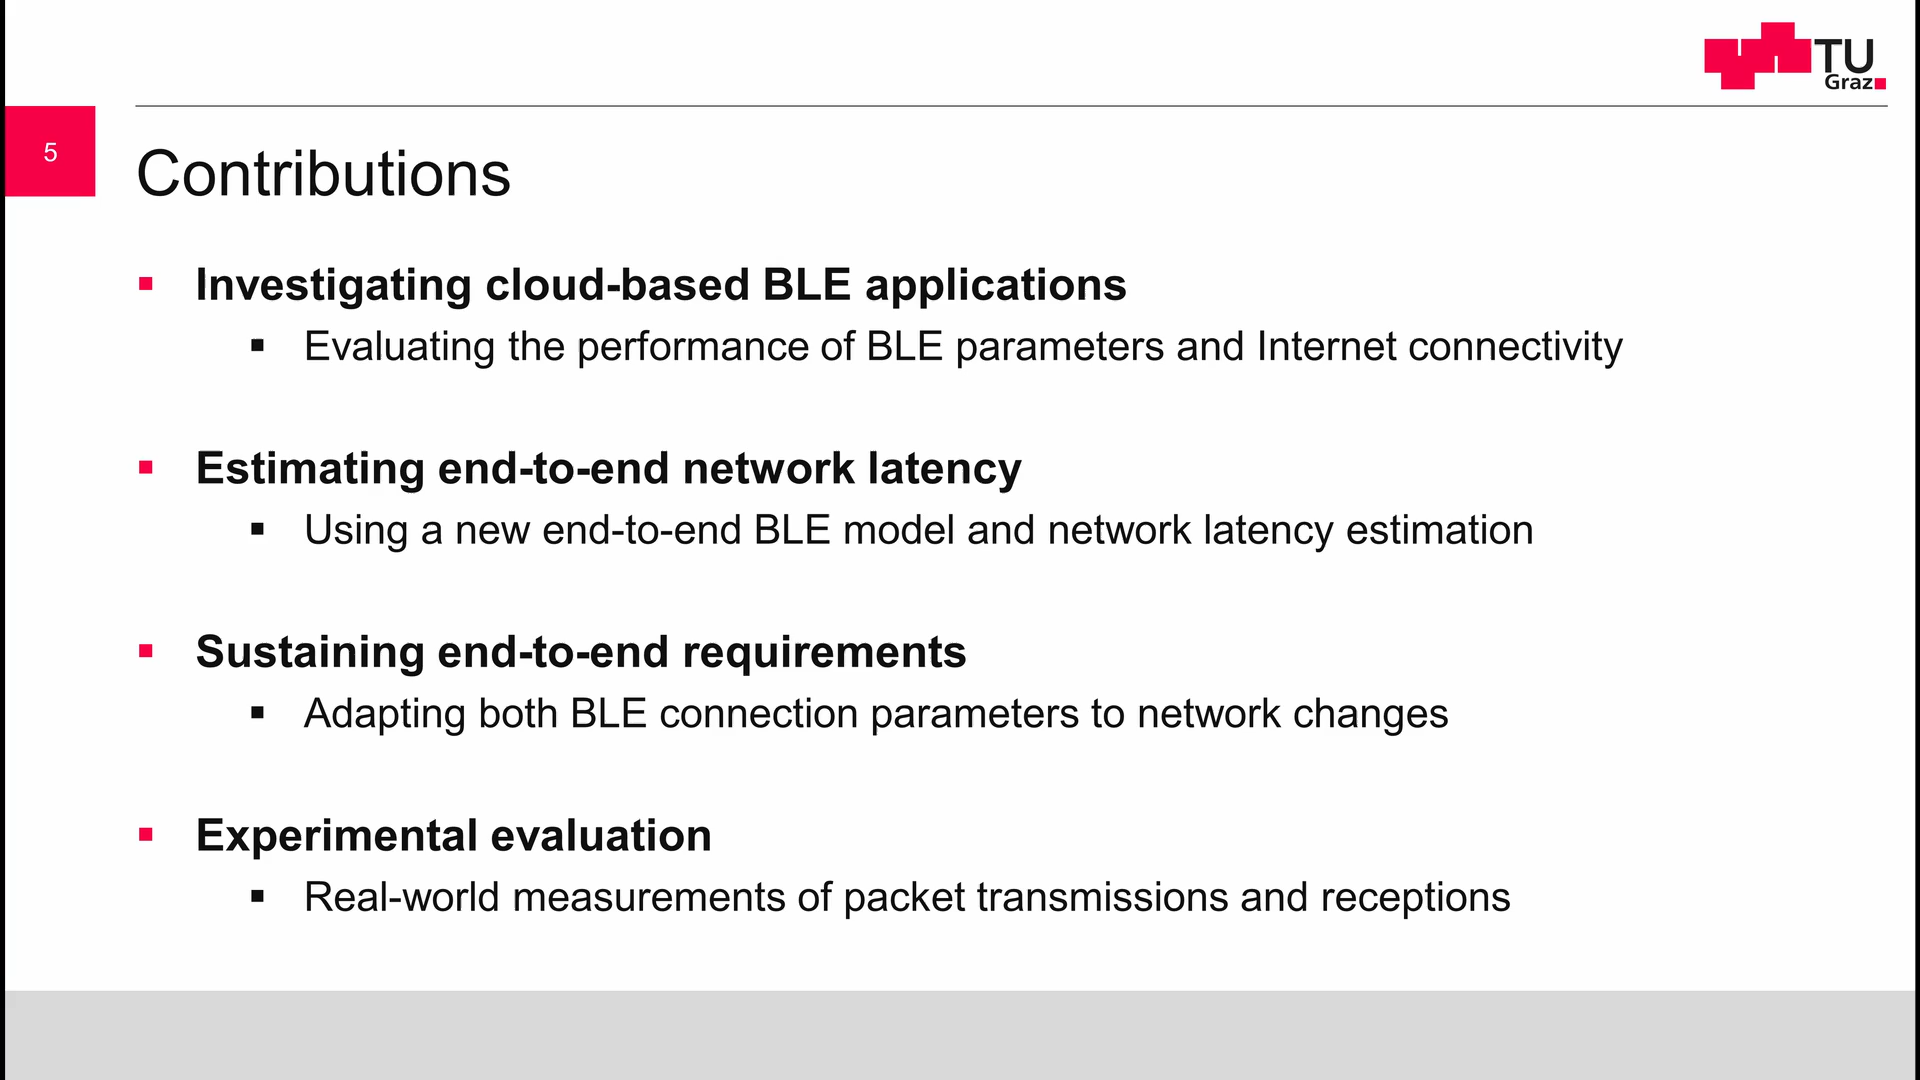 TU
Graz
5
Contributions
Investigating cloud-based BLE applications
Evaluating the performance of BLE parameters and Internet connectivity
Estimating end-to-end network latency
Using a new end-to-end BLE model and network latency estimation
Sustaining end-to-end requirements
Adapting both BLE connection parameters to network changes
Experimental evaluation
Real-world measurements of packet transmissions and receptions